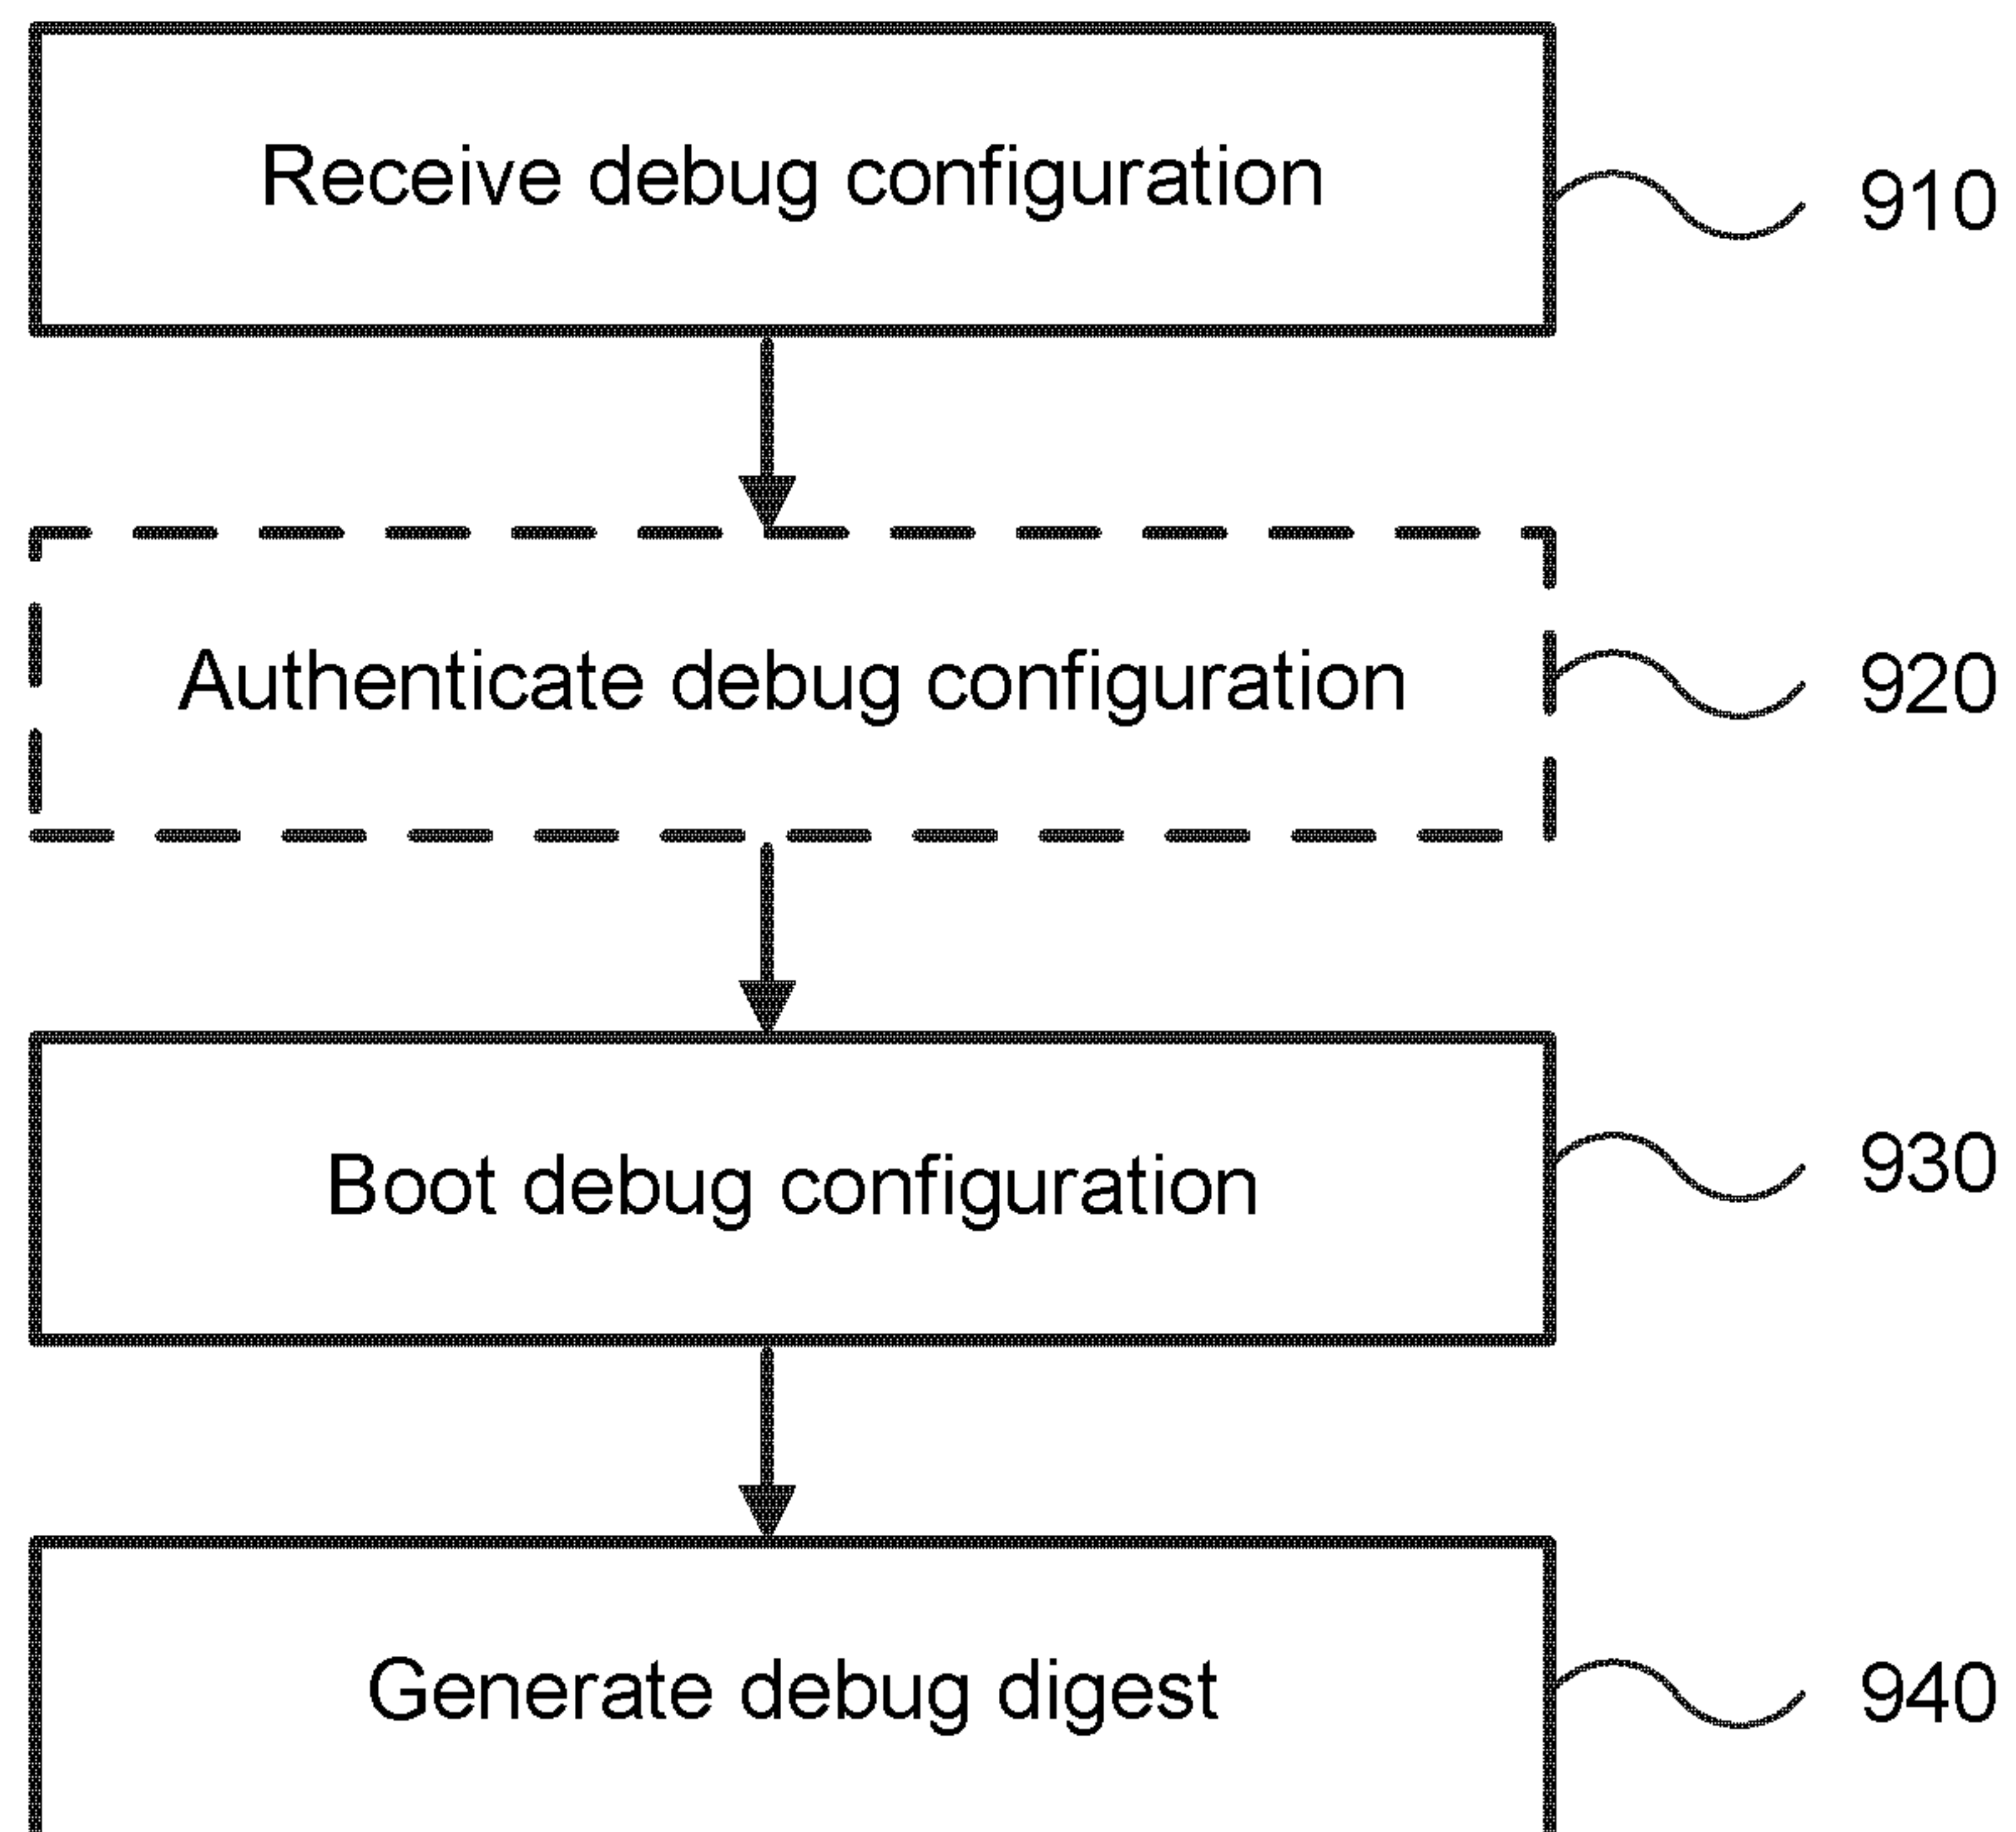 Receive debug configuration
910
Authenticate debug configuration
920
Boot debug configuration
930
Generate debug digest
940